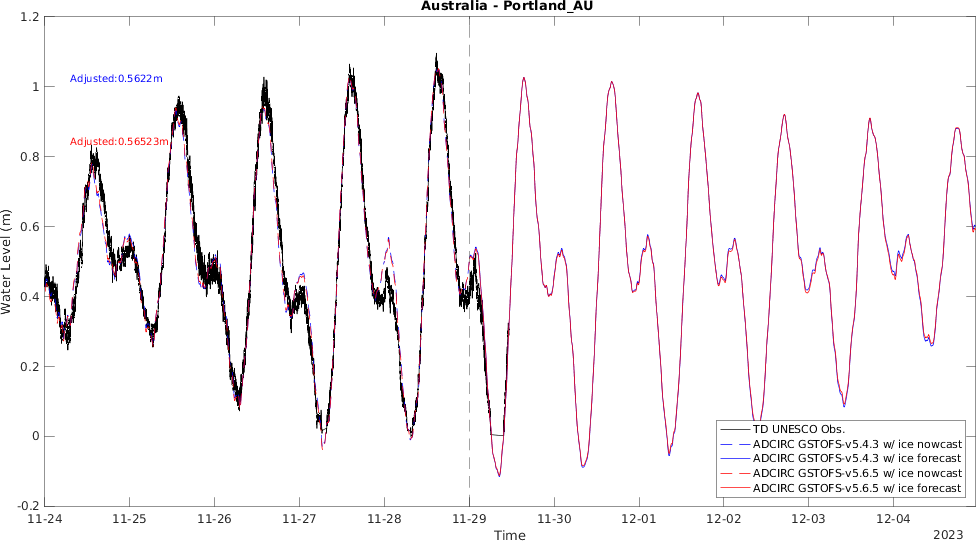 Australia - Portland_AU
1.2
1
0.8
0.6
0.4
0.2
0
-0.2
Water Level (m)
Adjusted:0.5622m
Adjusted:0.56523m
TD UNESCO Obs.
ADCIRC GSTOFS-v5.4.3 w/ ice nowcast
ADCIRC GSTOFS-v5.4.3 w/ ice forecast
ADCIRC GSTOFS-v5.6.5 w/ ice nowcast
ADCIRC GSTOFS-v5.6.5 w/ ice forecast
11-24 11-25 11-26 11-27 11-28 11-29 11-30 12-01 12-02 12-03 12-04
Time
2023